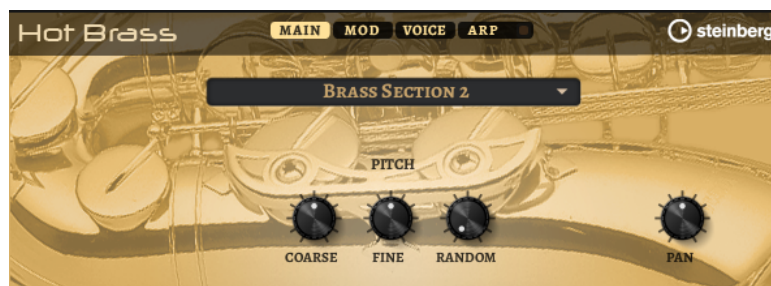 Hot Brass
MAIN MOD VOICE ARP
steinberg
BRASS SECTION 2
PITCH
COARSE FINE RANDOM PAN